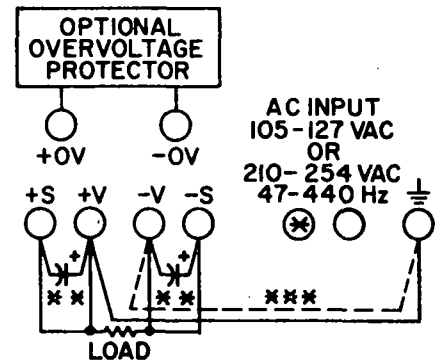 OPTIONAL
OVERVOLTAGE
PROTECTOR
+OV
-OV
AC INPUT
105-127 VAC
OR
210-254 VAC
47-440 Hz
+S
+V
-V
-S
*
+
+
* *
* *
***
LOAD